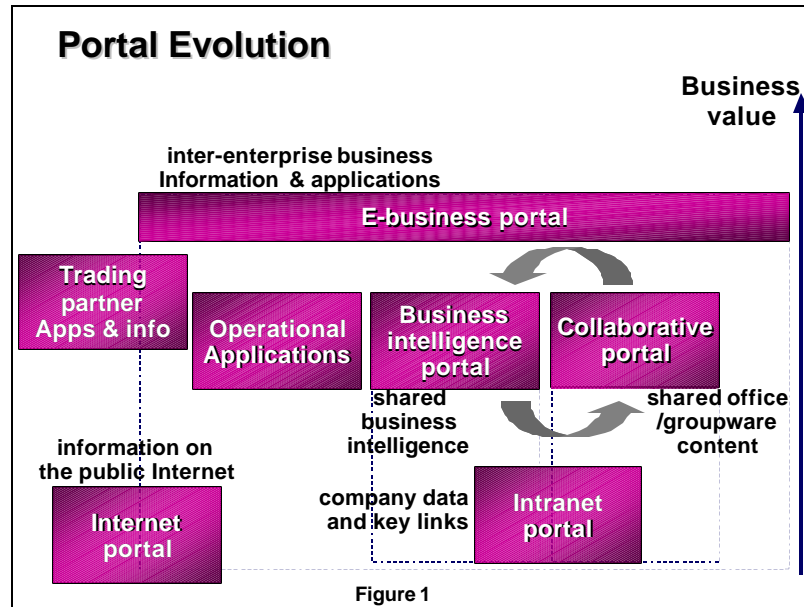 Portal Evolution
Business
value
inter-enterprise business
Information & applications
E-business portal
Trading
partner
Apps & info
Operational
Applications
Business
intelligence
portal
Collaborative
portal
shared
business
intelligence
shared office
/groupware
content
information on
the public Internet
Internet
portal
company data
and key links
Intranet
portal
Figure 1